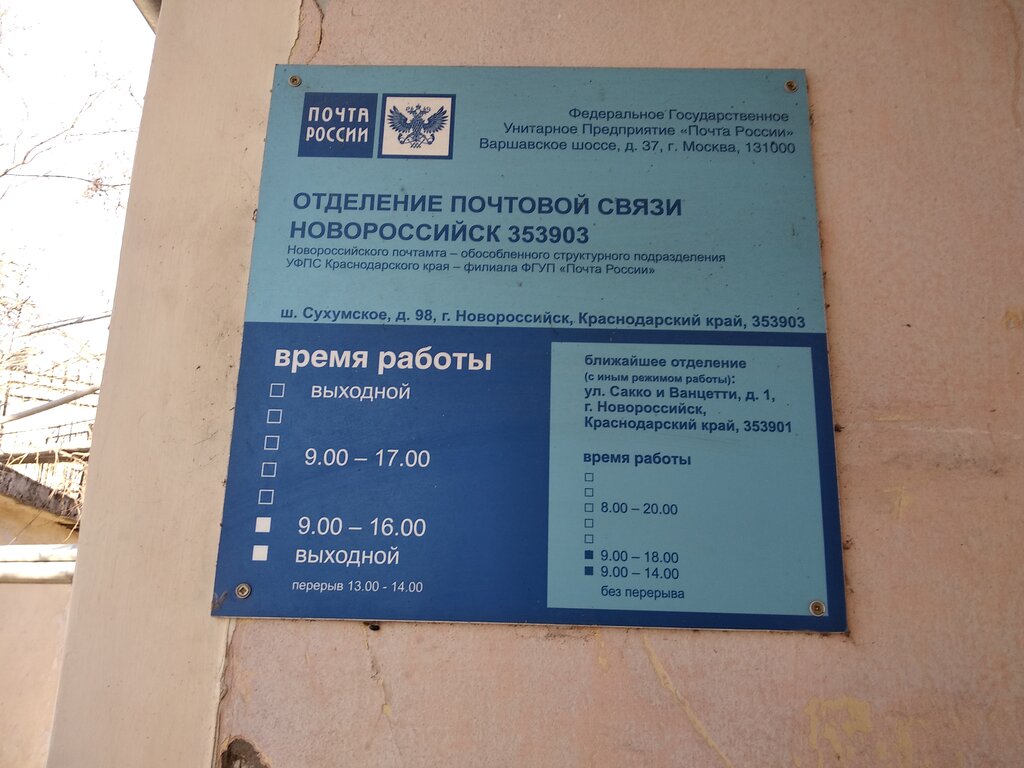 ПОЧТА
РОССИИ
Федеральное Государственное
Унитарное Предприятие «Почта России»
Варшавское шоссе, д. 37, г. Москва, 131000
ОТДЕЛЕНИЕ ПОЧТОВОЙ СВЯЗИ
НОВОРОССИЙСК 353903
Новороссийского почтамта – обособленного структурного подразделения
УФПС Краснодарского края – филиала ФГУП «Почта России»
ш. Сухумское, д. 98, г. Новороссийск, Краснодарский край, 353903
время работы
выходной
9.00 – 17.00
9.00 – 16.00
выходной
перерыв 13.00 - 14.00
ближайшее отделение
(с иным режимом работы):
ул. Сакко и Ванцетти, д. 1,
г. Новороссийск,
Краснодарский край, 353901
время работы
8.00 – 20.00
9.00 – 18.00
9.00 – 14.00
без перерыва